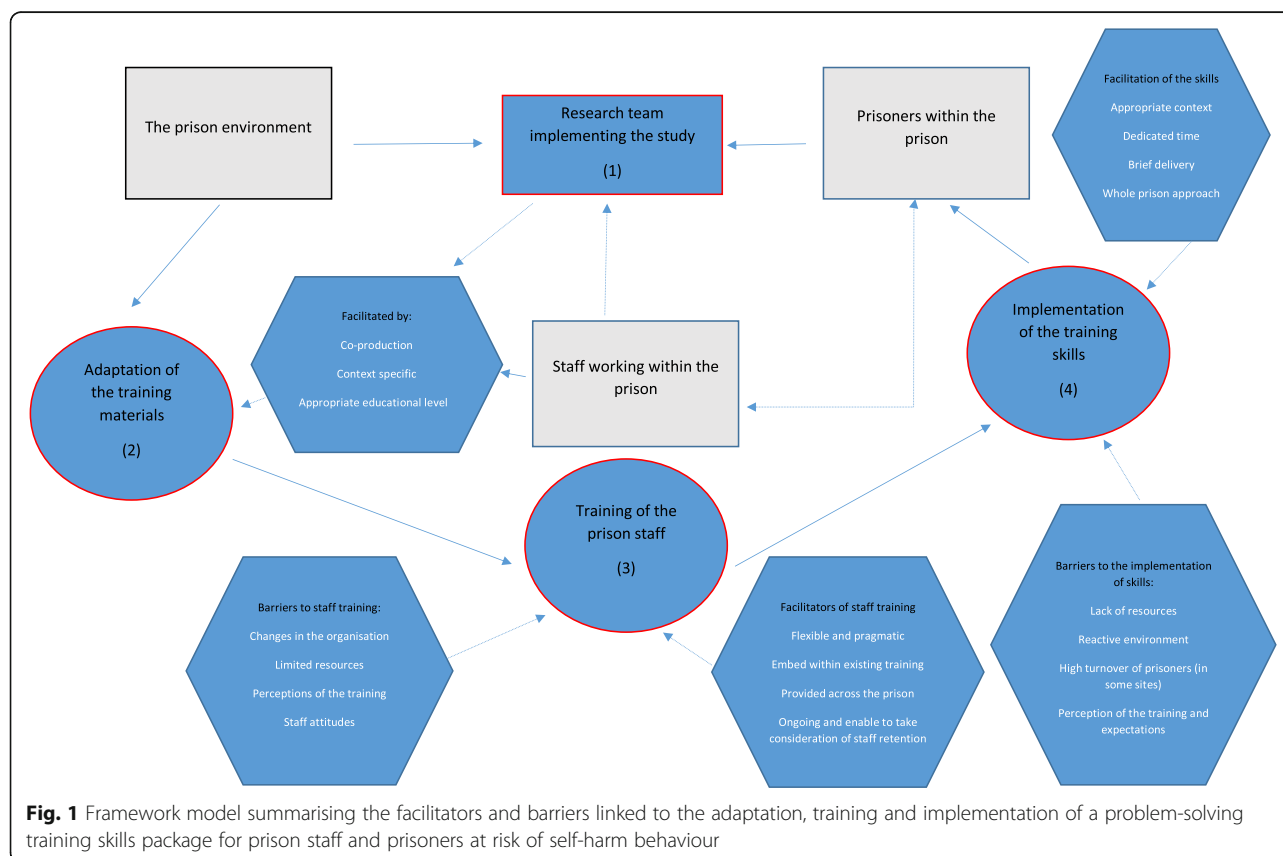 The prison environment
Research team
implementing the study
(1)
Prisoners within the
prison
Facilitation of the skills
Appropriate context
Dedicated time
Brief delivery
Whole prison approach
Adaptation of
the training
materials
(2)
Facilitated by:
Co-production
Context specific
Appropriate educational level
Staff working within the
prison
Implementation
of the training
skills
(4)
Training of the
prison staff
(3)
Barriers to staff training:
Changes in the organisation
Limited resources
Perceptions of the training
Staff attitudes
Facilitators of staff training
Flexible and pragmatic
Embed within existing training
Provided across the prison
Ongoing and enable to take
consideration of staff retention
Barriers to the implementation
of skills:
Lack of resources
Reactive environment
High turnover of prisoners (in
some sites)
Perception of the training and
expectations
Fig. 1 Framework model summarising the facilitators and barriers linked to the adaptation, training and implementation of a problem-solving
training skills package for prison staff and prisoners at risk of self-harm behaviour